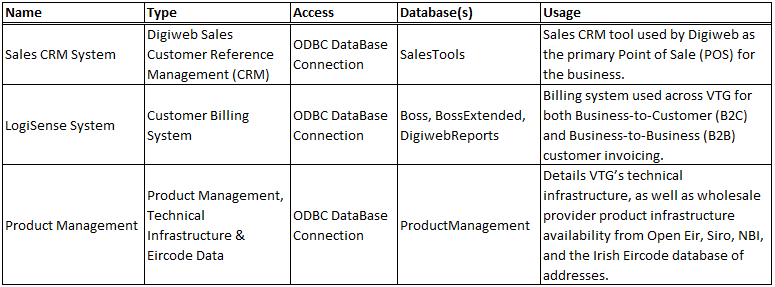 Name Type Access Database(s) Usage
Sales CRM System
Digiweb Sales
Customer Reference
Management (CRM)
ODBC DataBase
Connection
SalesTools
Sales CRM tool used by Digiweb as
the primary Point of Sale (POS) for
the business.
LogiSense System
Customer Billing
System
ODBC DataBase
Connection
Boss, BossExtended,
DigiwebReports
Billing system used across VTG for
both Business-to-Customer (B2C)
and Business-to-Business (B2B)
customer invoicing.
Product Management
Product Management,
Technical
Infrastructure &
Eircode Data
ODBC DataBase
Connection
ProductManagement
Details VTG’s technical
infrastructure, as well as wholesale
provider product infrastructure
availability from Open Eir, Siro, NBI,
and the Irish Eircode database of
addresses.